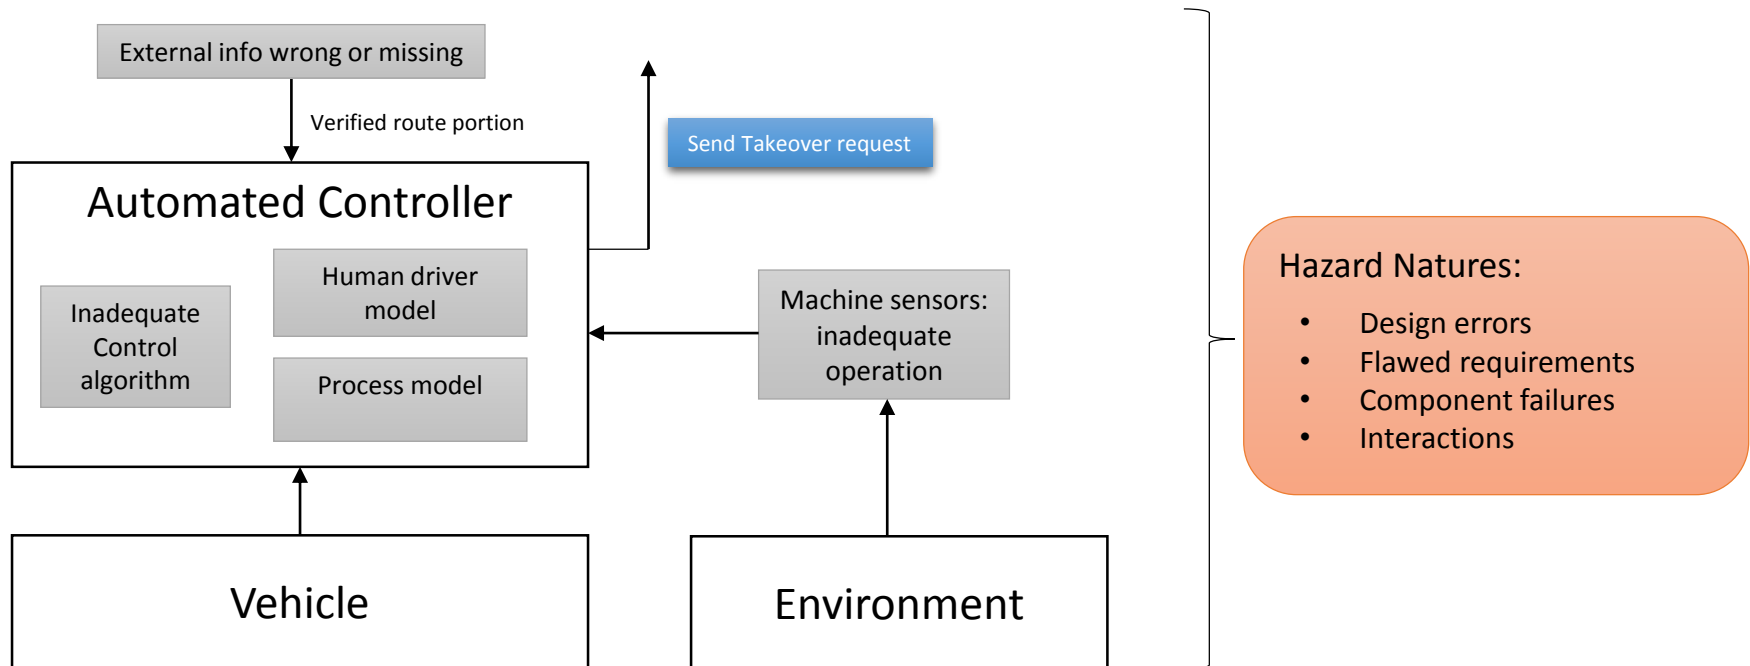 External info wrong or missing
Verified route portion
Send Takeover request
Automated Controller
Human driver
model
Inadequate
Control
algorithm
Process model
Machine sensors:
inadequate
operation
Vehicle
Environment
Hazard Natures:
• Design errors
• Flawed requirements
• Component failures
• Interactions